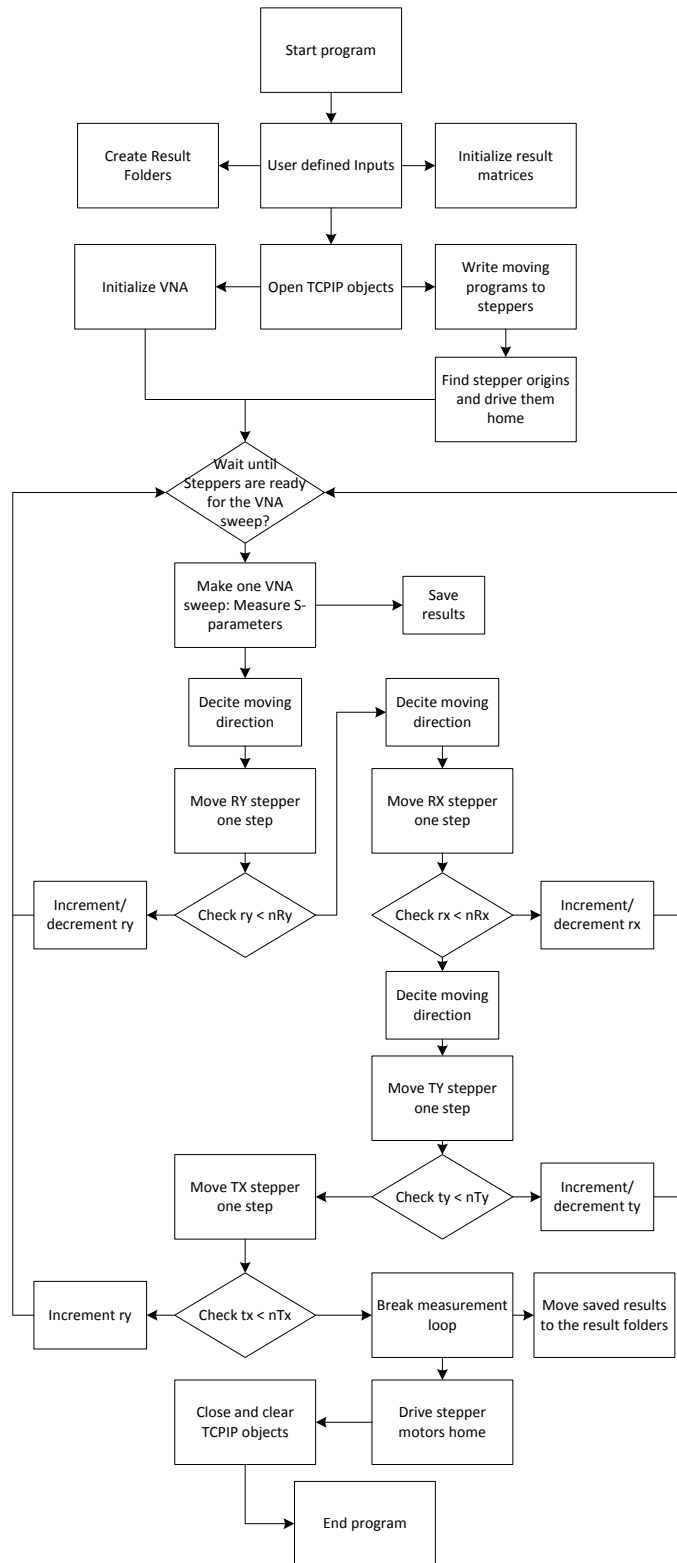 Start program
Create Result
Folders
User defined Inputs
Initialize result
matrices
Initialize VNA
Open TCPIP objects
Write moving
programs to
steppers
Find stepper origins
and drive them
home
Wait until
Steppers are ready
for the VNA
sweep?
Make one VNA
sweep: Measure S-
parameters
Save
results
Decite moving
direction
Decite moving
direction
Move RY stepper
one step
Move RX stepper
one step
Increment/
decrement ry
Check ry < nRy
Check rx < nRx
Increment/
decrement rx
Decite moving
direction
Move TY stepper
one step
Move TX stepper
one step
Check ty < nTy
Increment/
decrement ty
Increment ry
Check tx < nTx
Break measurement
loop
Move saved results
to the result folders
Close and clear
TCPIP objects
Drive stepper
motors home
End program